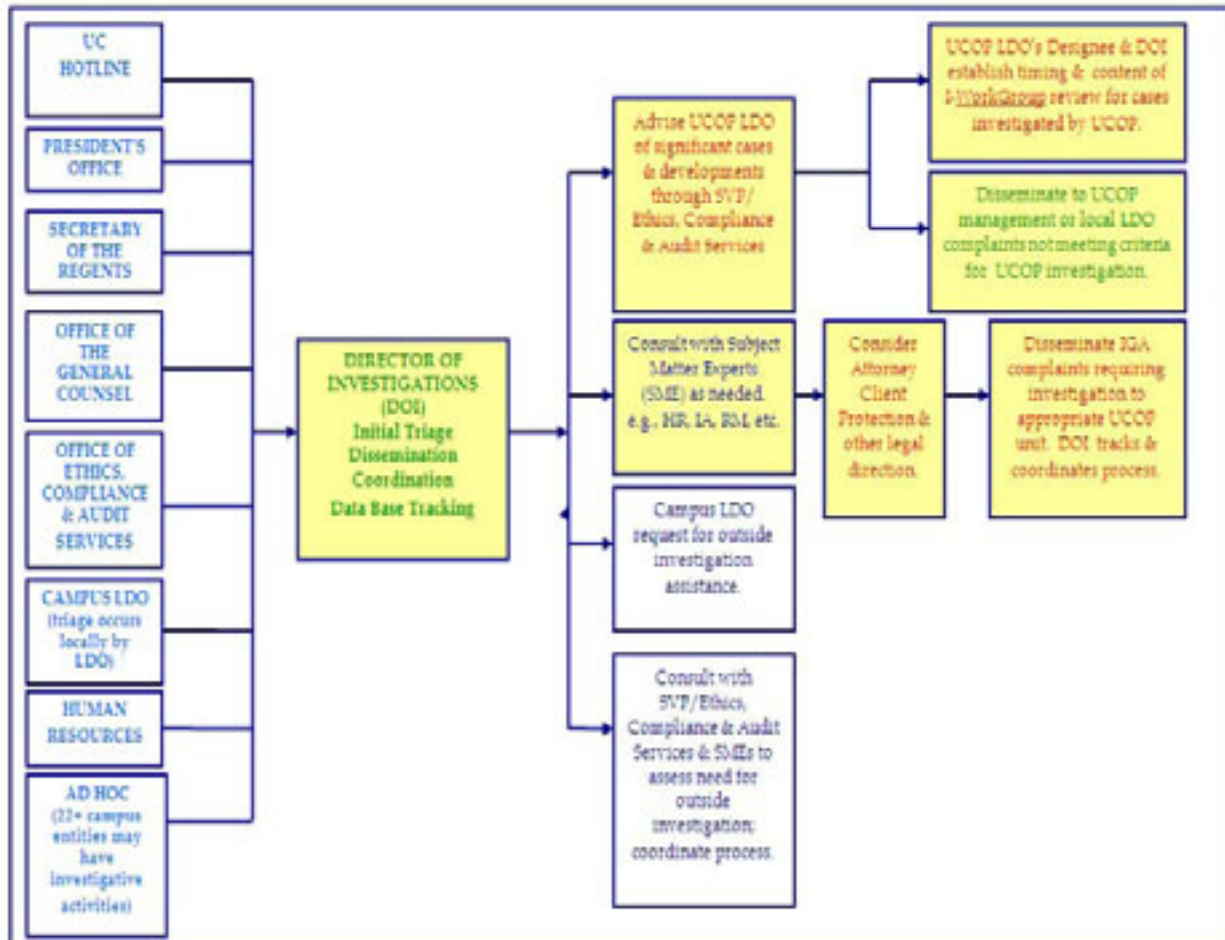 UC
HOTLINE
PRESIDENT'S
OFFICE
SECRETARY
OF THE
REGENTS
OFFICE OF
THE
GENERAL
COUNSEL
OFFICE OF
ETHICS,
COMPLIANCE
& AUDIT
SERVICES
CAMPUS LDO
(triage occurs
locally by
LDO)
HUMAN
RESOURCES
AD HOC
(22+ campus
entities may
have
investigative
activities)
DIRECTOR OF
INVESTIGATIONS
(DOI)
Initial Triage
Dissemination
Coordination
Data Base Tracking
Advise UCOP LDO
of significant cases
& developments
through SVP/
Ethics, Compliance
& Audit Services
Consult with Subject
Matter Experts
(SME) as needed.
e.g., HR, IA, RM, etc.
Campus LDO
request for outside
investigation
assistance.
Consult with
SVP/Ethics,
Compliance & Audit
Services & SMEs to
assess need for
outside
investigation;
coordinate process.
UCOP LDO's Designee & DOI
establish timing & content of
I-WorkGroup review for cases
investigated by UCOP.
Disseminate to UCOP
management or local LDO
complaints not meeting criteria
for UCOP investigation.
Consider
Attorney
Client
Protection &
other legal
direction.
Disseminate IGA
complaints requiring
investigation to
appropriate UCOP
unit. DOI tracks &
coordinates process.